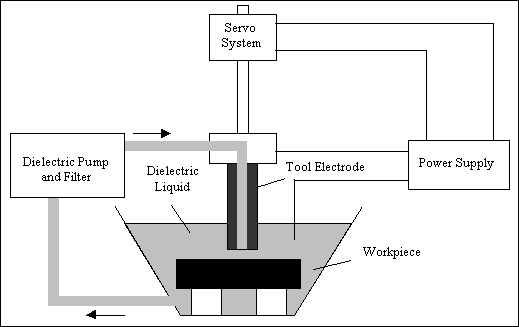 Servo
System
Dielectric Pump
and Filter
Dielectric
Liquid
Tool Electrode
Power Supply
Workpiece